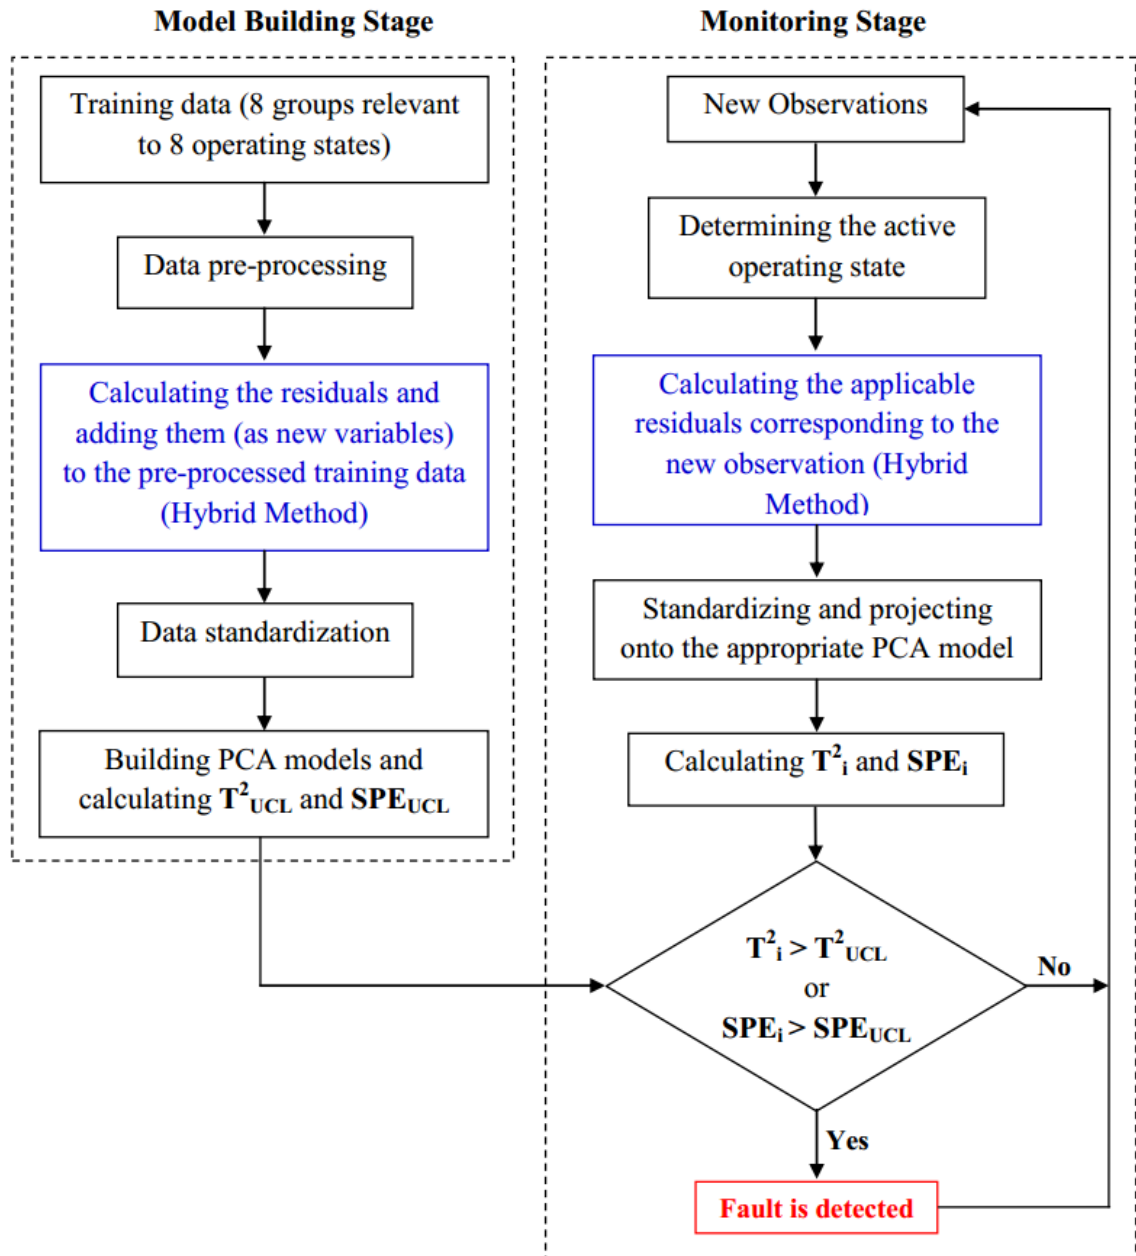 Model Building Stage
Training data (8 groups relevant
to 8 operating states)
Data pre-processing
Calculating the residuals and
adding them (as new variables)
to the pre-processed training data
(Hybrid Method)
Data standardization
Building PCA models and
calculating T²UCL and SPEUCL
Monitoring Stage
New Observations
Determining the active
operating state
Calculating the applicable
residuals corresponding to the
new observation (Hybrid
Method)
Standardizing and projecting
onto the appropriate PCA model
Calculating T²i and SPEi
T²i > T²UCL
or
SPEi > SPEUCL
No
Yes
Fault is detected